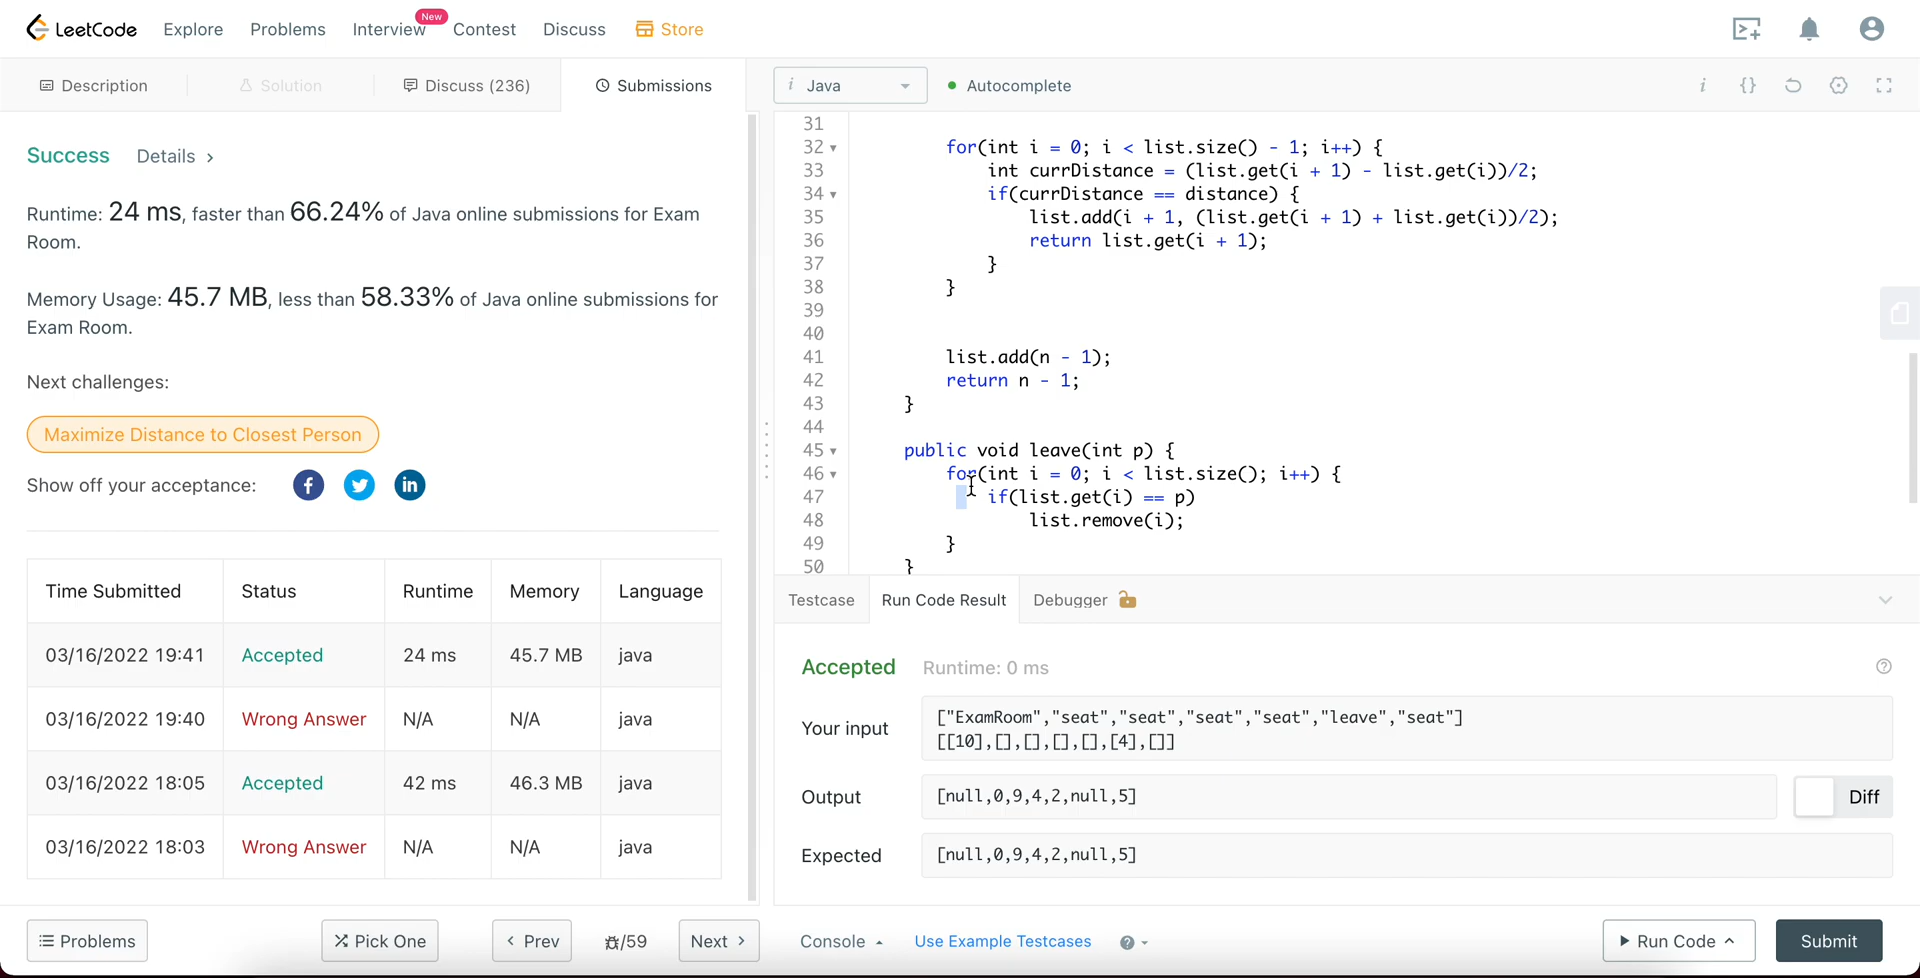 LeetCode Explore Problems Interview New Contest Discuss Store
Description Solution Discuss (236) Submissions
Success Details >
Runtime: 24 ms, faster than 66.24% of Java online submissions for Exam
Room.
Memory Usage: 45.7 MB, less than 58.33% of Java online submissions for
Exam Room.
Next challenges:
Maximize Distance to Closest Person
Show off your acceptance:
Time Submitted Status Runtime Memory Language
03/16/2022 19:41 Accepted 24 ms 45.7 MB java
03/16/2022 19:40 Wrong Answer N/A N/A java
03/16/2022 18:05 Accepted 42 ms 46.3 MB java
03/16/2022 18:03 Wrong Answer N/A N/A java
i Java Autocomplete i {}
31
32 for(int i = 0; i < list.size() - 1; i++) {
33 int currDistance = (list.get(i + 1) - list.get(i))/2;
34 if(currDistance == distance) {
35 list.add(i + 1, (list.get(i + 1) + list.get(i))/2);
36 return list.get(i + 1);
37 }
38 }
39
40
41 list.add(n - 1);
42 return n - 1;
43 }
44
45 public void leave(int p) {
46 for(int i = 0; i < list.size(); i++) {
47 if(list.get(i) == p)
48 list.remove(i);
49 }
50 }
Testcase Run Code Result Debugger
Accepted Runtime: 0 ms
Your input
["ExamRoom","seat","seat","seat","seat","leave","seat"]
[[10],[],[],[],[],[4],[]]
Output [null,0,9,4,2,null,5] Diff
Expected [null,0,9,4,2,null,5]
Problems Pick One < Prev /59 Next > Console Use Example Testcases Run Code Submit